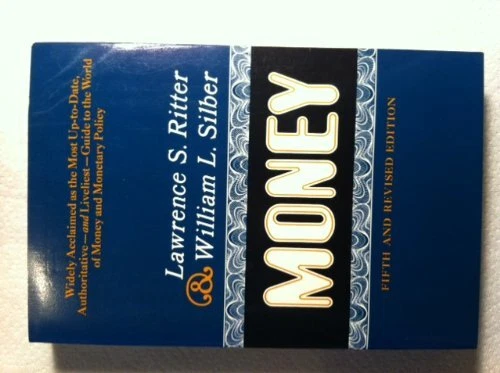 Widely Acclaimed as the Most Up-to-Date,
Authoritative—and Liveliest—Guide to the World
of Money and Monetary Policy
Lawrence S. Ritter
& William L. Silber
MONEY
FIFTH AND REVISED EDITION